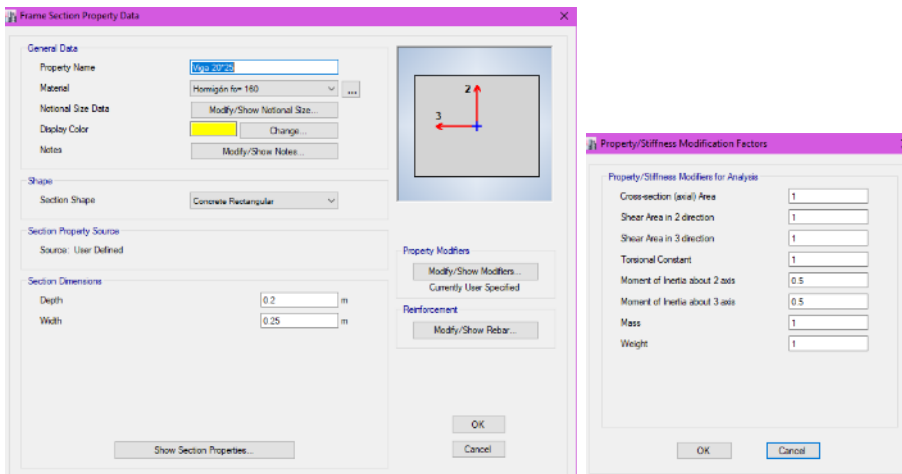 Frame Section Property Data
General Data
Property Name Viga 20*25
Material Hormigón fc= 160 ...
Notional Size Data Modify/Show Notional Size...
Display Color Change...
Notes Modify/Show Notes...
Shape
Section Shape Concrete Rectangular
Section Property Source
Source: User Defined
Section Dimensions
Depth 0.2 m
Width 0.25 m
Show Section Properties...
2
3
Property Modifiers
Modify/Show Modifiers...
Currently User Specified
Reinforcement
Modify/Show Rebar...
OK
Cancel
Property/Stiffness Modification Factors
Property/Stiffness Modifiers for Analysis
Cross-section (axial) Area 1
Shear Area in 2 direction 1
Shear Area in 3 direction 1
Torsional Constant 1
Moment of Inertia about 2 axis 0.5
Moment of Inertia about 3 axis 0.5
Mass 1
Weight 1
OK Cancel